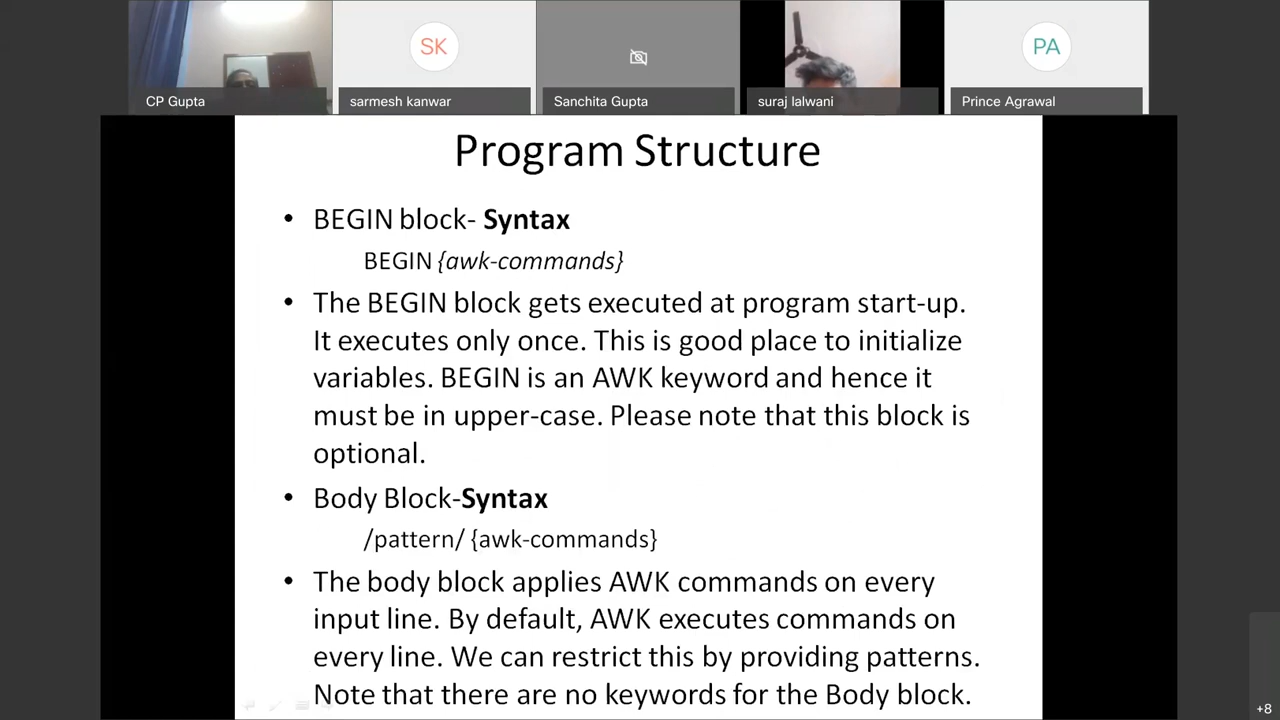 SK
PA
CP Gupta
sarmesh kanwar
Sanchita Gupta
suraj lalwani
Prince Agrawal
Program Structure
• BEGIN block- Syntax
BEGIN {awk-commands}
• The BEGIN block gets executed at program start-up.
It executes only once. This is good place to initialize
variables. BEGIN is an AWK keyword and hence it
must be in upper-case. Please note that this block is
optional.
• Body Block-Syntax
/pattern/ {awk-commands}
• The body block applies AWK commands on every
input line. By default, AWK executes commands on
every line. We can restrict this by providing patterns.
Note that there are no keywords for the Body block.
+8